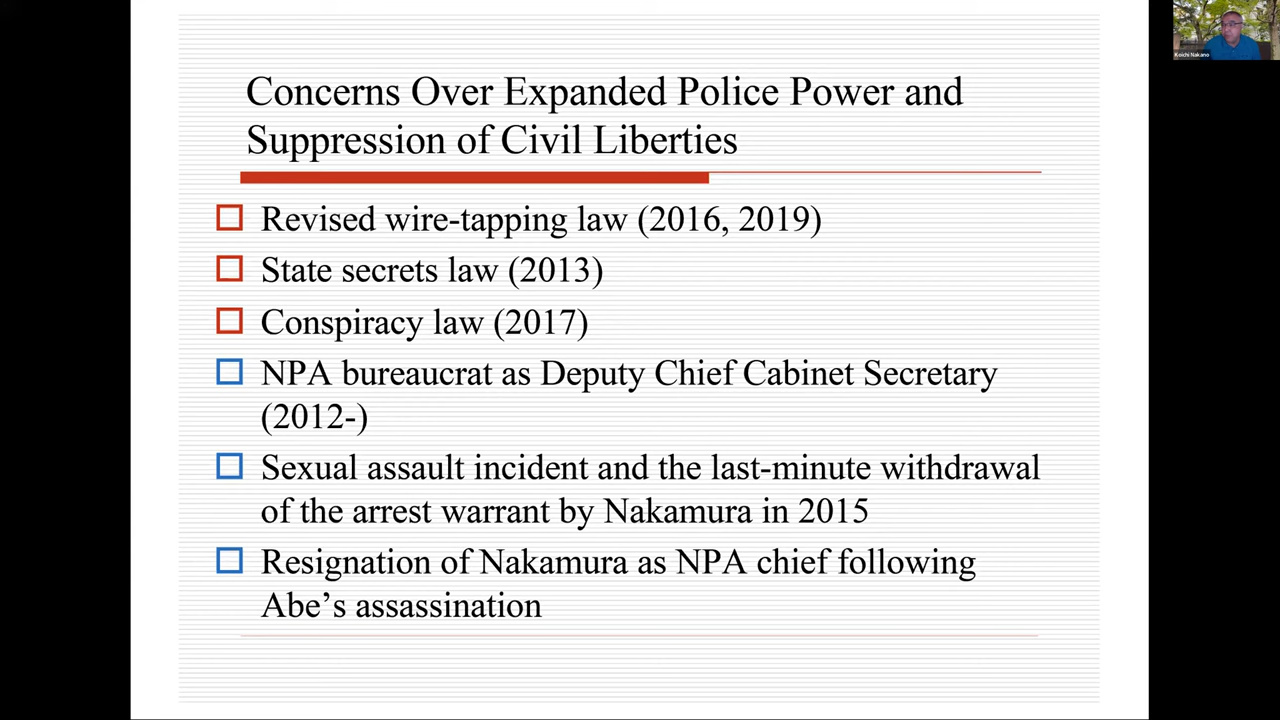 Concerns Over Expanded Police Power and
Suppression of Civil Liberties
Revised wire-tapping law (2016, 2019)
State secrets law (2013)
Conspiracy law (2017)
NPA bureaucrat as Deputy Chief Cabinet Secretary
(2012-)
Sexual assault incident and the last-minute withdrawal
of the arrest warrant by Nakamura in 2015
Resignation of Nakamura as NPA chief following
Abe’s assassination
Koichi Nakano